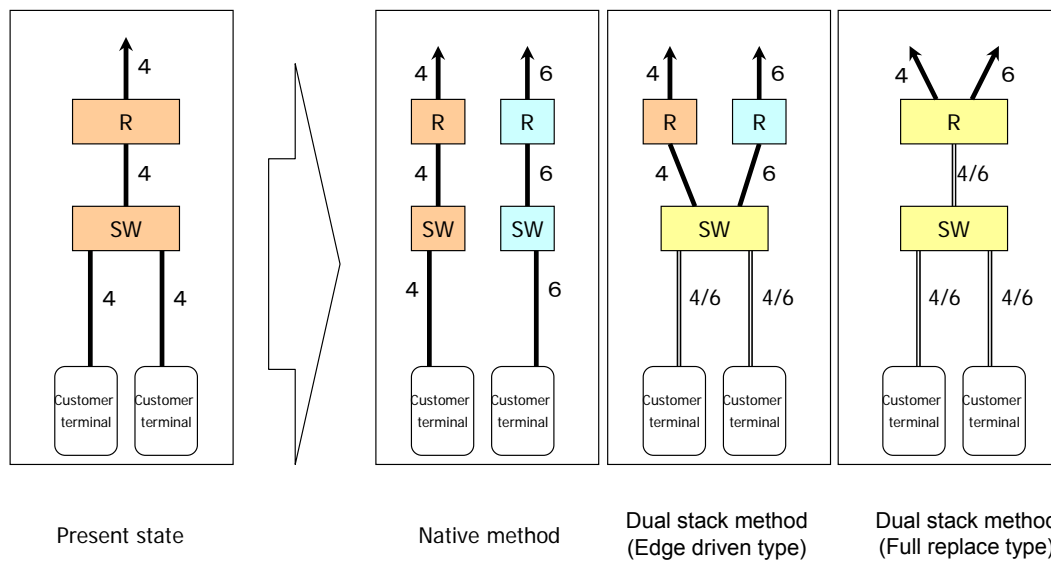 4
R
4
SW
4
4
Customer
terminal
Customer
terminal
Present state
4
6
R
R
4
6
SW
SW
4
6
Customer
terminal
Customer
terminal
Native method
4
6
R
R
4
6
SW
4/6
4/6
Customer
terminal
Customer
terminal
Dual stack method
(Edge driven type)
4
6
R
4/6
SW
4/6
4/6
Customer
terminal
Customer
terminal
Dual stack method
(Full replace type)